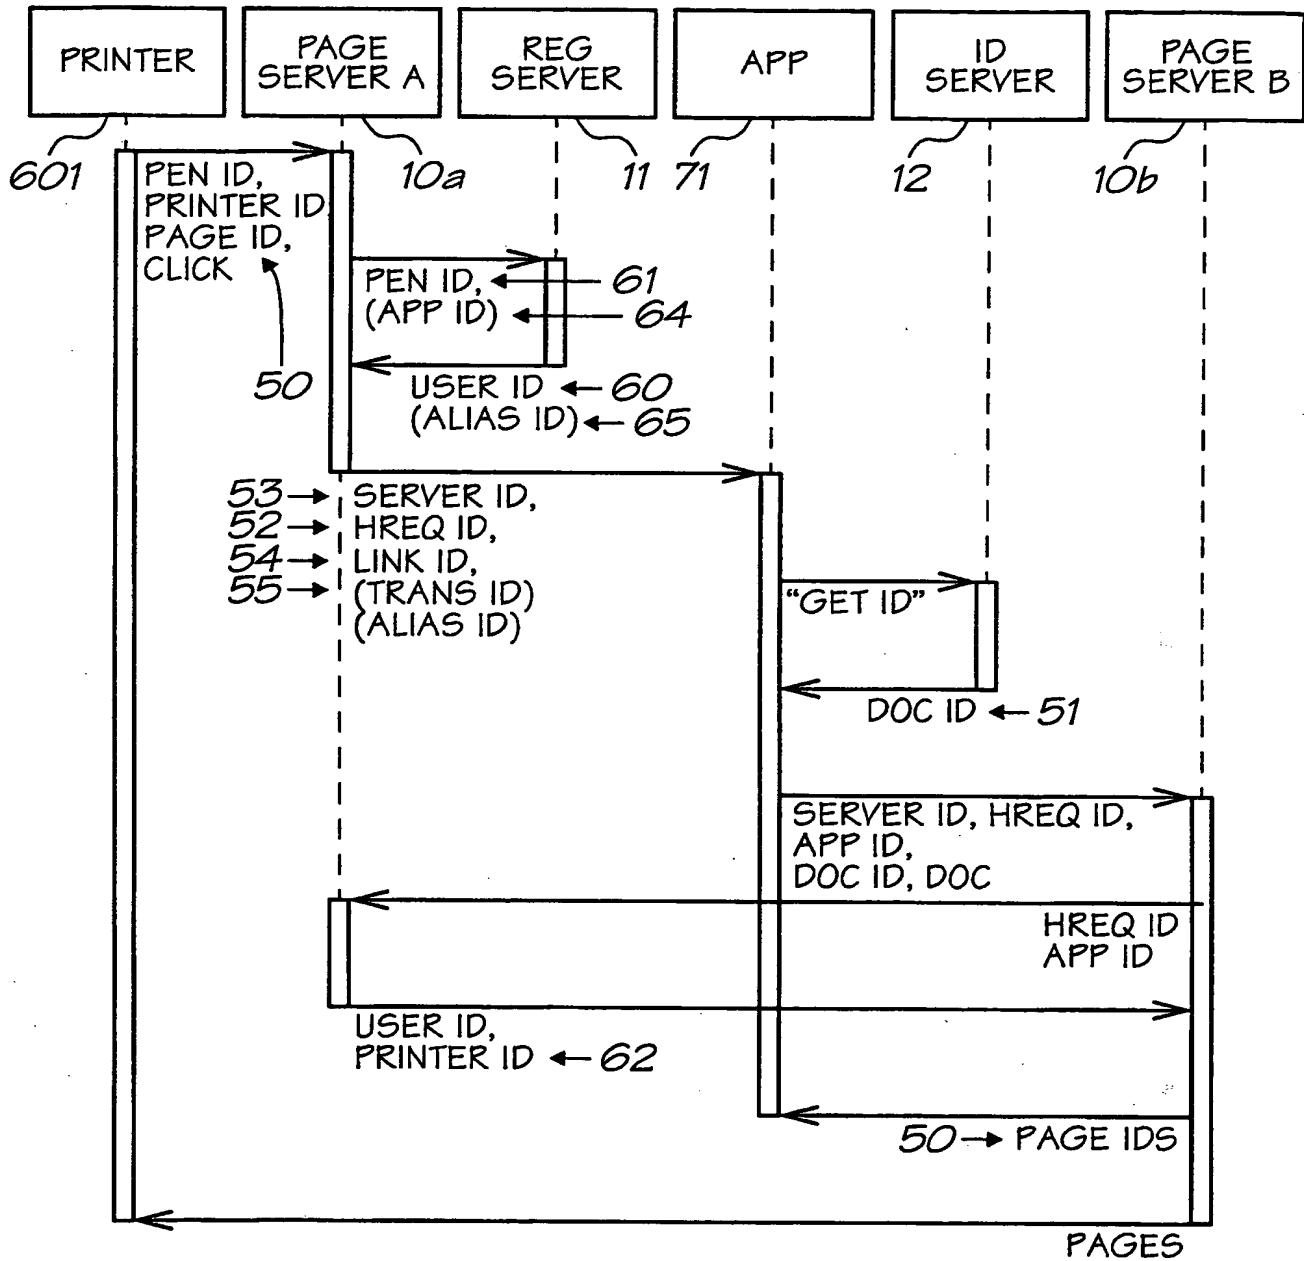 PRINTER
PAGE
SERVER A
REG
SERVER
APP
ID
SERVER
PAGE
SERVER B
601
10a
11
71
12
10b
PEN ID,
PRINTER ID
PAGE ID,
CLICK
50
PEN ID, 61
(APP ID) 64
USER ID 60
(ALIAS ID) 65
53 SERVER ID,
52 HREQ ID,
54 LINK ID,
55 (TRANS ID)
(ALIAS ID)
"GET ID"
DOC ID 51
SERVER ID, HREQ ID,
APP ID,
DOC ID, DOC
HREQ ID
APP ID
USER ID,
PRINTER ID 62
50 PAGE IDS
PAGES